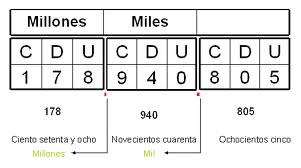 Millones Miles
C D U C D U C D U
1 7 8 9 4 0 8 0 5
178 940 805
Ciento setenta y ocho Novecientos cuarenta Ochocientos cinco
Millones Mil